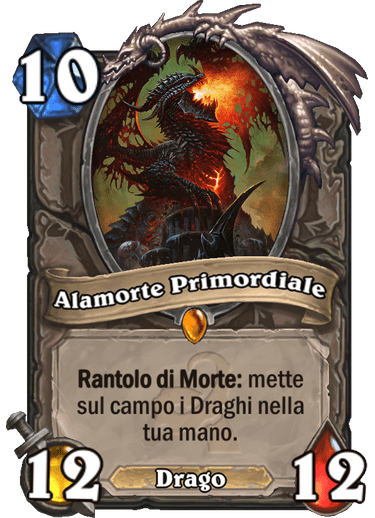 10
Alamorte Primordiale
Rantolo di Morte: mette
sul campo i Draghi nella
tua mano.
12
Drago
12